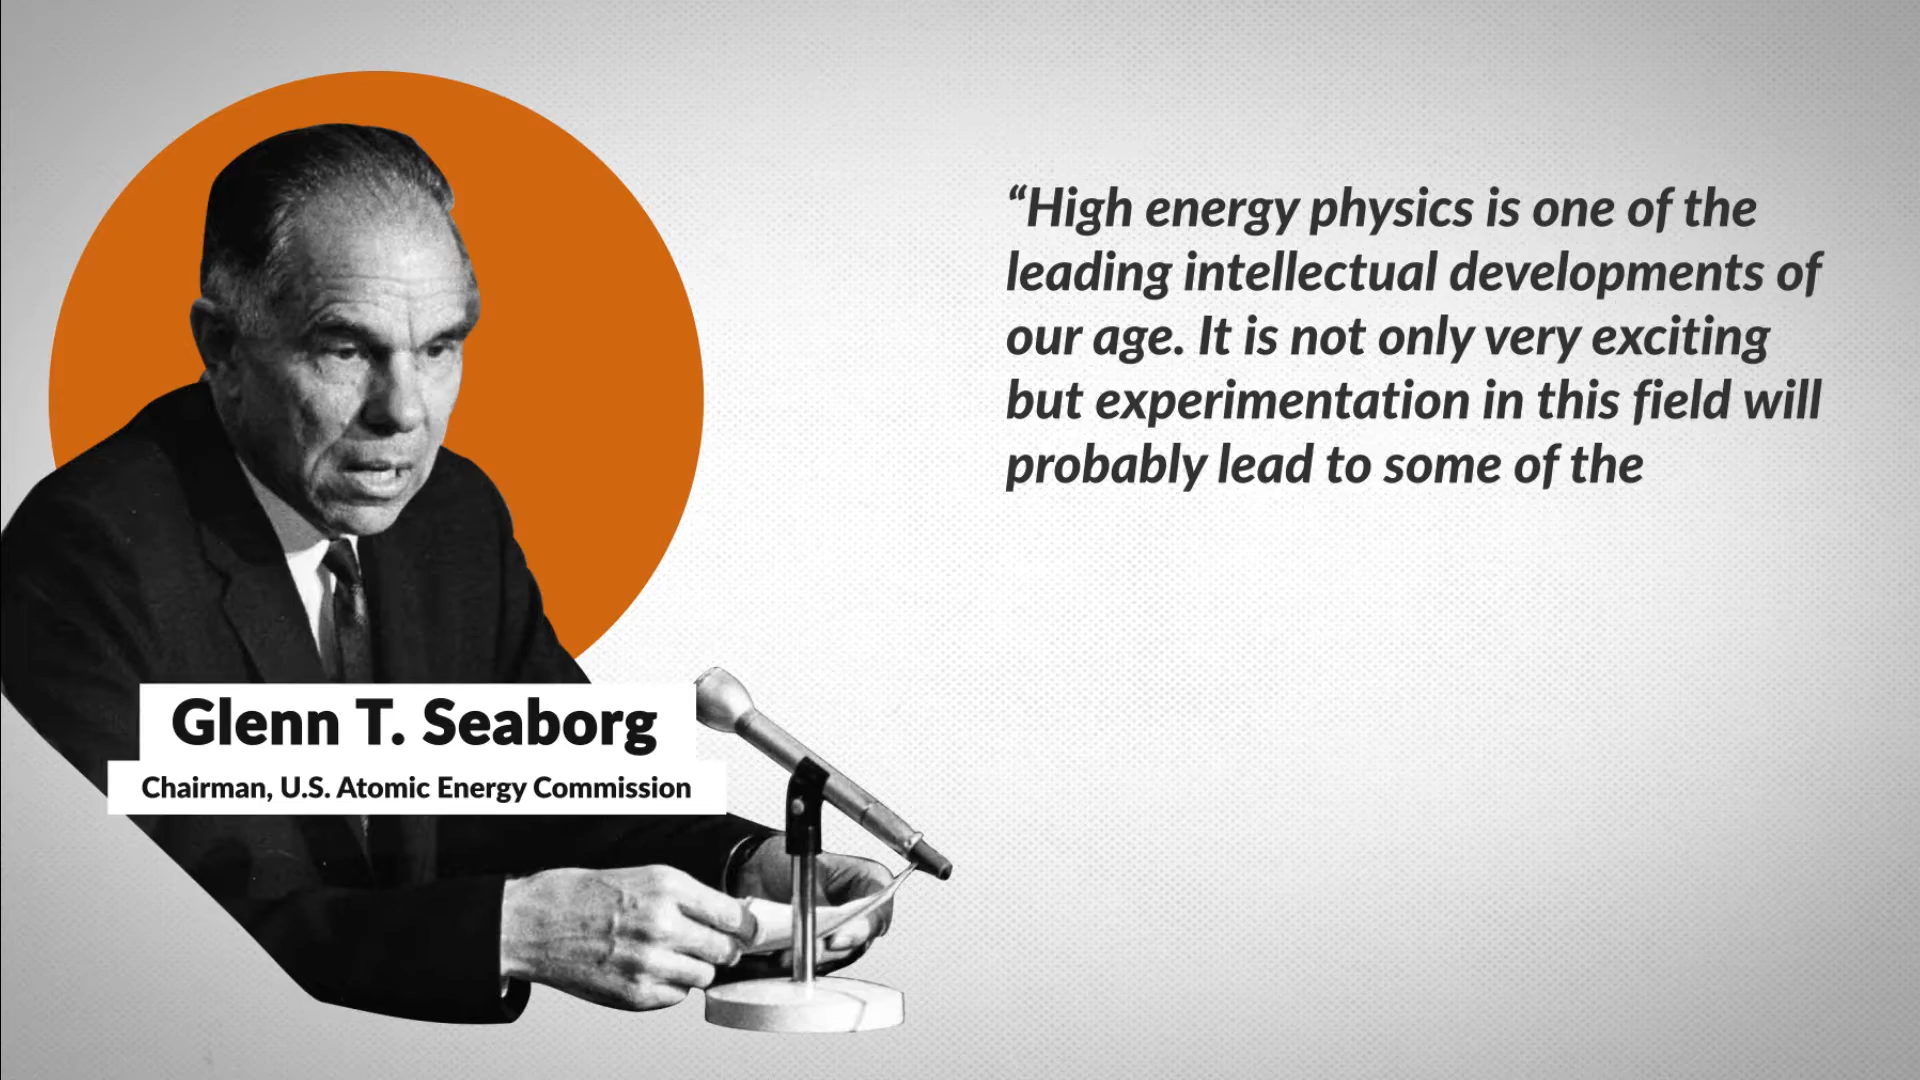 “High energy physics is one of the
leading intellectual developments of
our age. It is not only very exciting
but experimentation in this field will
probably lead to some of the
Glenn T. Seaborg
Chairman, U.S. Atomic Energy Commission